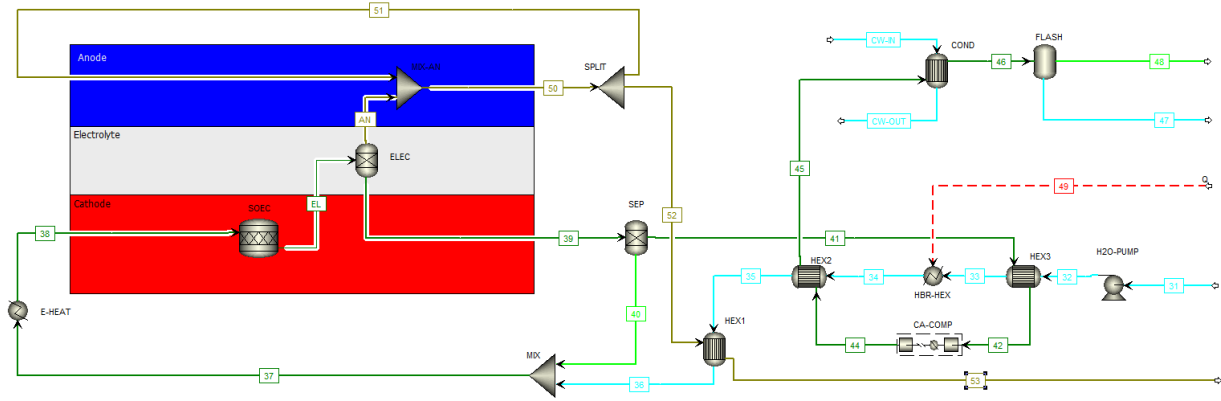 51
Anode
MIX-AN
SPLIT
COND
FLASH
CW-IN
46
48
50
AN
Electrolyte
ELEC
CW-OUT
47
45
49
Q
52
Cathode
SOEC
EL
SEP
38
39
41
HEX2
HEX3
H2O-PUMP
35
34
33
32
31
HBR-HEX
E-HEAT
40
HEX1
CA-COMP
44
42
MIX
37
36
53